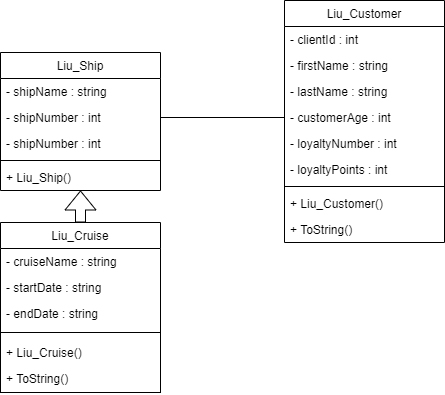 Liu_Ship
- shipName : string
- shipNumber : int
- shipNumber : int
+ Liu_Ship()
Liu_Customer
- clientId : int
- firstName : string
- lastName : string
- customerAge : int
- loyaltyNumber : int
- loyaltyPoints : int
+ Liu_Customer()
+ ToString()
Liu_Cruise
- cruiseName : string
- startDate : string
- endDate : string
+ Liu_Cruise()
+ ToString()